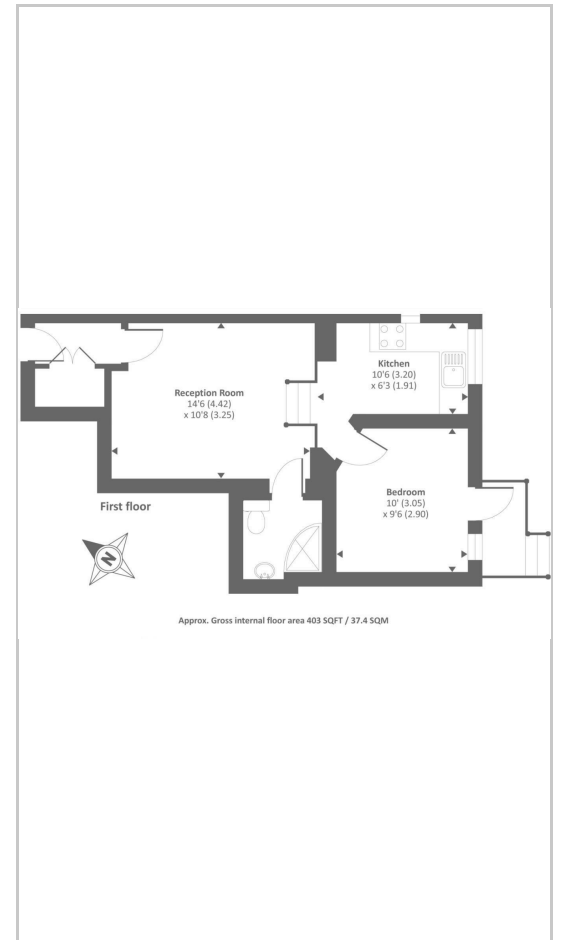 Kitchen
10'6 (3.20)
x 6'3 (1.91)
Reception Room
14'6 (4.42)
x 10'8 (3.25)
Bedroom
10' (3.05)
x 9'6 (2.90)
First floor
N
Approx. Gross internal floor area 403 SQFT / 37.4 SQM